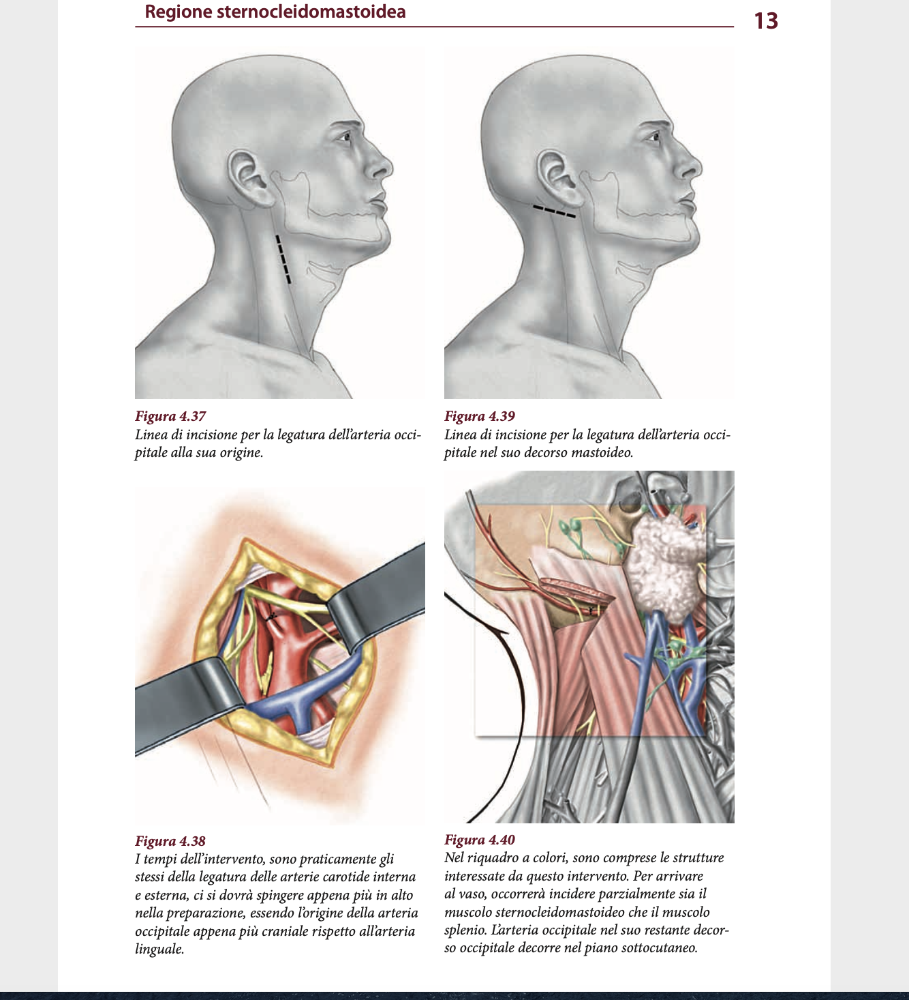 Regione sternocleidomastoidea
13
Figura 4.37
Linea di incisione per la legatura dell'arteria occi-
pitale alla sua origine.
Figura 4.39
Linea di incisione per la legatura dell'arteria occi-
pitale nel suo decorso mastoideo.
Figura 4.38
I tempi dell'intervento, sono praticamente gli
stessi della legatura delle arterie carotide interna
e esterna, ci si dovrà spingere appena più in alto
nella preparazione, essendo l'origine della arteria
occipitale appena più craniale rispetto all'arteria
linguale.
Figura 4.40
Nel riquadro a colori, sono comprese le strutture
interessate da questo intervento. Per arrivare
al vaso, occorrerà incidere parzialmente sia il
muscolo sternocleidomastoideo che il muscolo
splenio. L'arteria occipitale nel suo restante decor-
so occipitale decorre nel piano sottocutaneo.